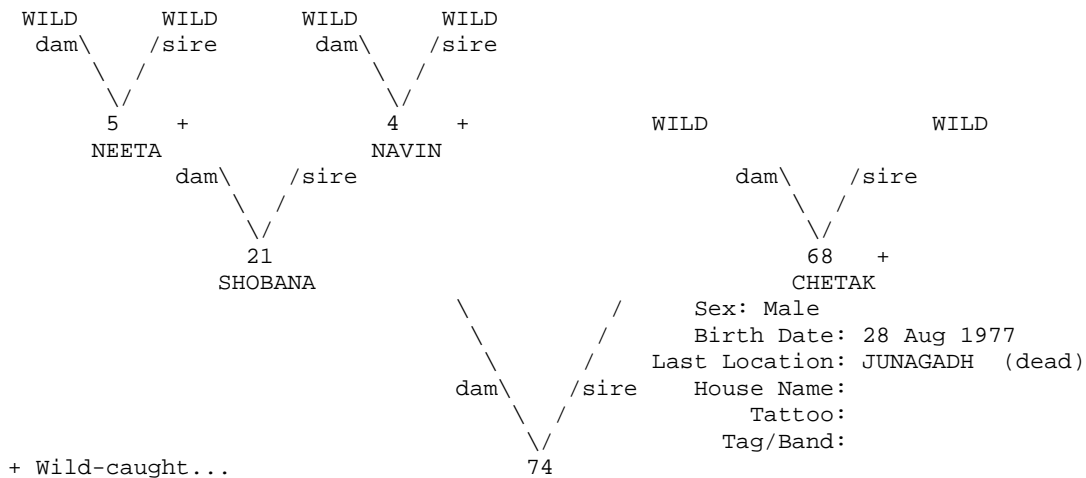 WILD WILD WILD WILD
dam\ /sire dam\ /sire
\ / \ /
\/ \/
5 + 4 + WILD WILD
NEETA NAVIN
dam\ /sire dam\ /sire
\ / \ /
\/ \/
21 68 +
SHOBANA CHETAK
\ / Sex: Male
\ / Birth Date: 28 Aug 1977
\ / Last Location: JUNAGADH (dead)
dam\ /sire House Name:
\ / Tattoo:
\/ Tag/Band:
+ Wild-caught... 74